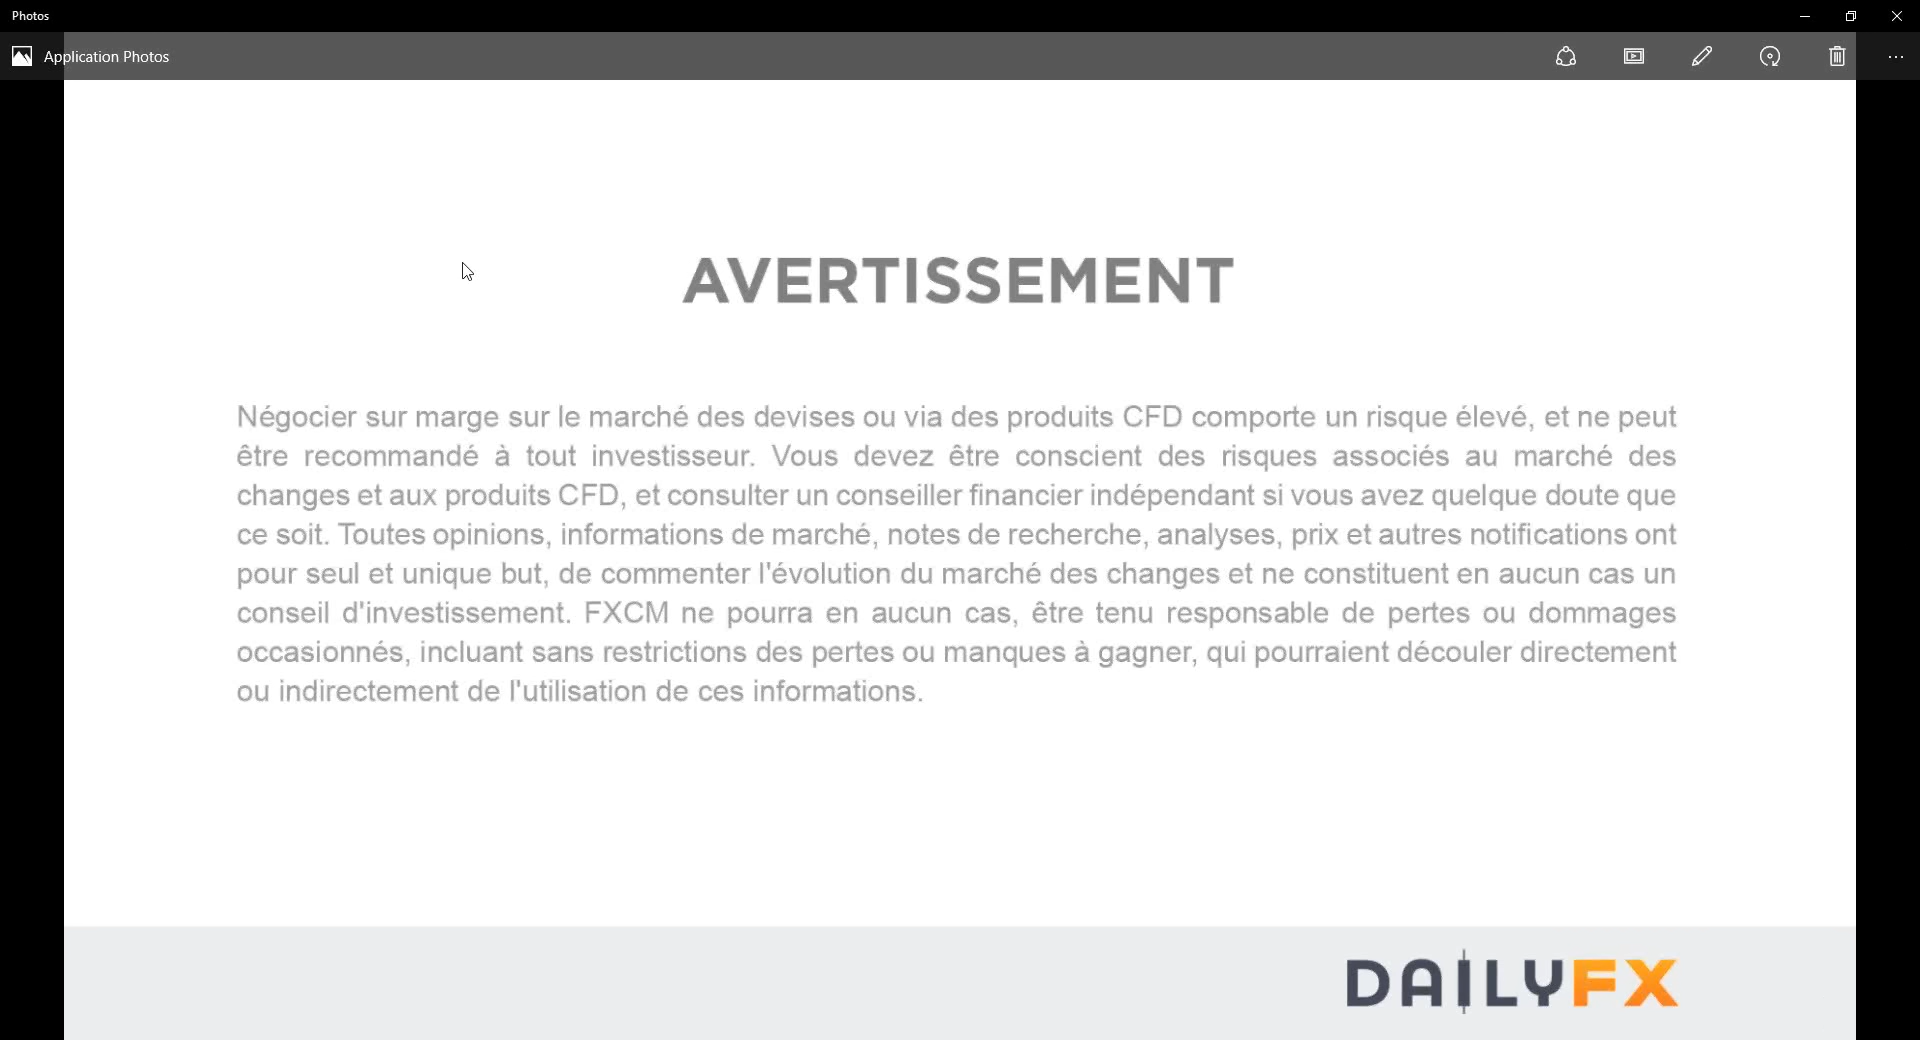 Photos
Application Photos
AVERTISSEMENT
Négocier sur marge sur le marché des devises ou via des produits CFD comporte un risque élevé, et ne peut
être recommandé à tout investisseur. Vous devez être conscient des risques associés au marché des
changes et aux produits CFD, et consulter un conseiller financier indépendant si vous avez quelque doute que
ce soit. Toutes opinions, informations de marché, notes de recherche, analyses, prix et autres notifications ont
pour seul et unique but, de commenter l'évolution du marché des changes et ne constituent en aucun cas un
conseil d'investissement. FXCM ne pourra en aucun cas, être tenu responsable de pertes ou dommages
occasionnés, incluant sans restrictions des pertes ou manques à gagner, qui pourraient découler directement
ou indirectement de l'utilisation de ces informations.
DAILYFX